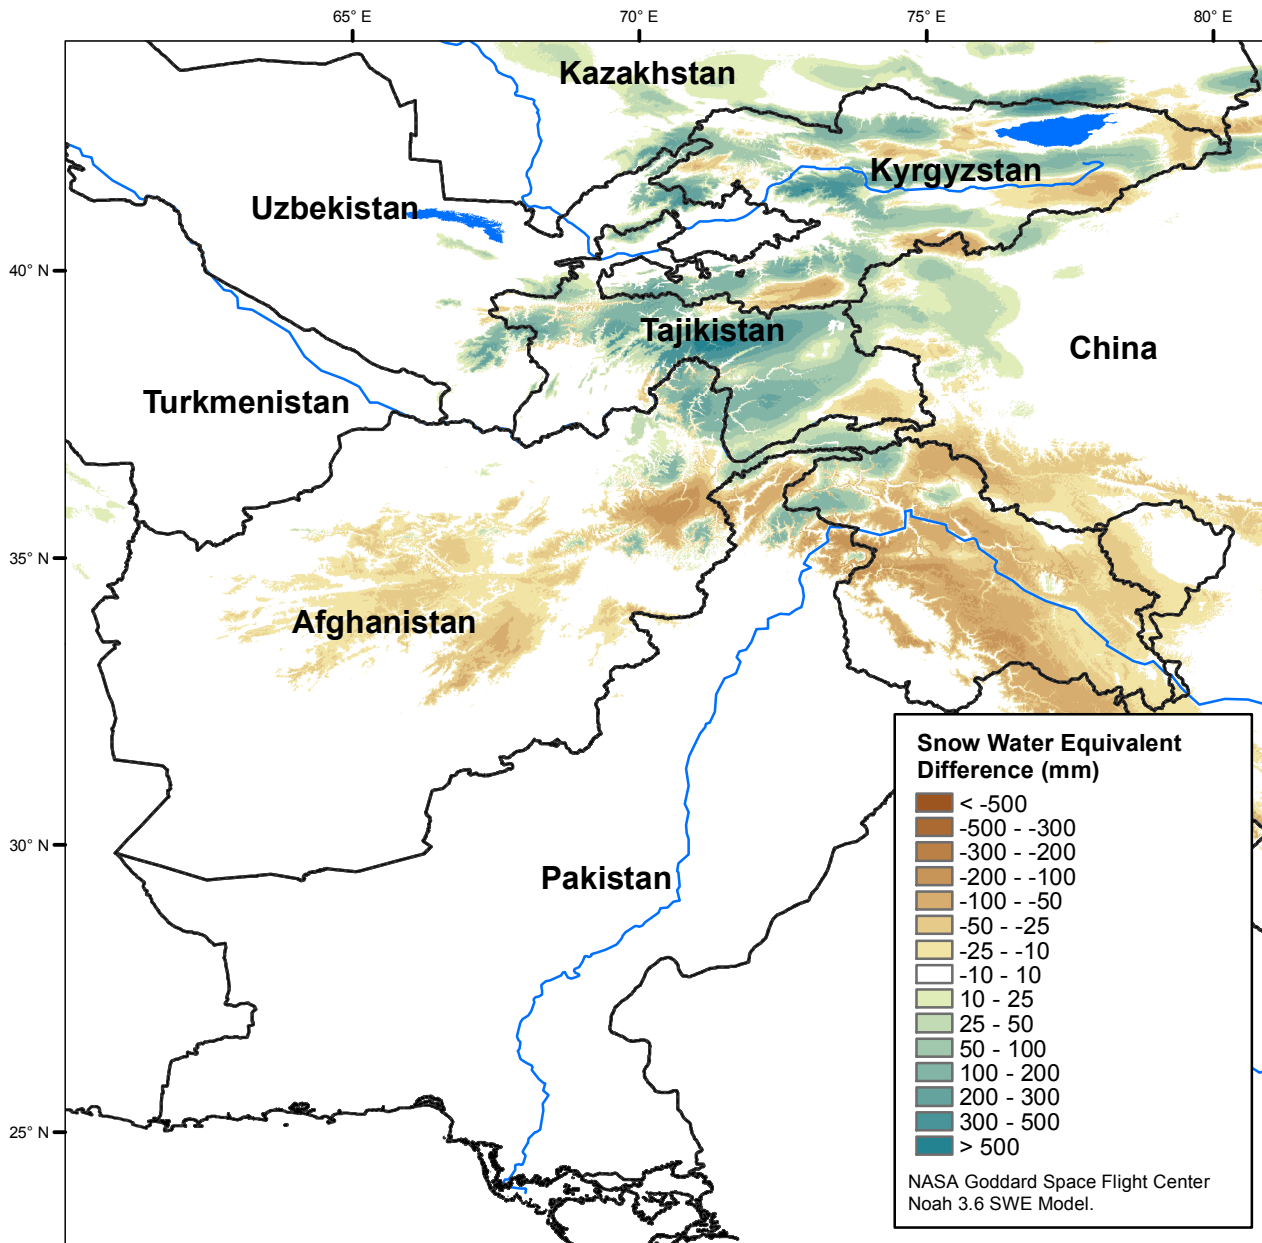 65° E
70° E
75° E
80° E
Kazakhstan
Kyrgyzstan
Uzbekistan
40° N
Tajikistan
China
Turkmenistan
35° N
Afghanistan
30° N
Pakistan
25° N
Snow Water Equivalent
Difference (mm)
< -500
-500 - -300
-300 - -200
-200 - -100
-100 - -50
-50 - -25
-25 - -10
-10 - 10
10 - 25
25 - 50
50 - 100
100 - 200
200 - 300
300 - 500
> 500
NASA Goddard Space Flight Center
Noah 3.6 SWE Model.